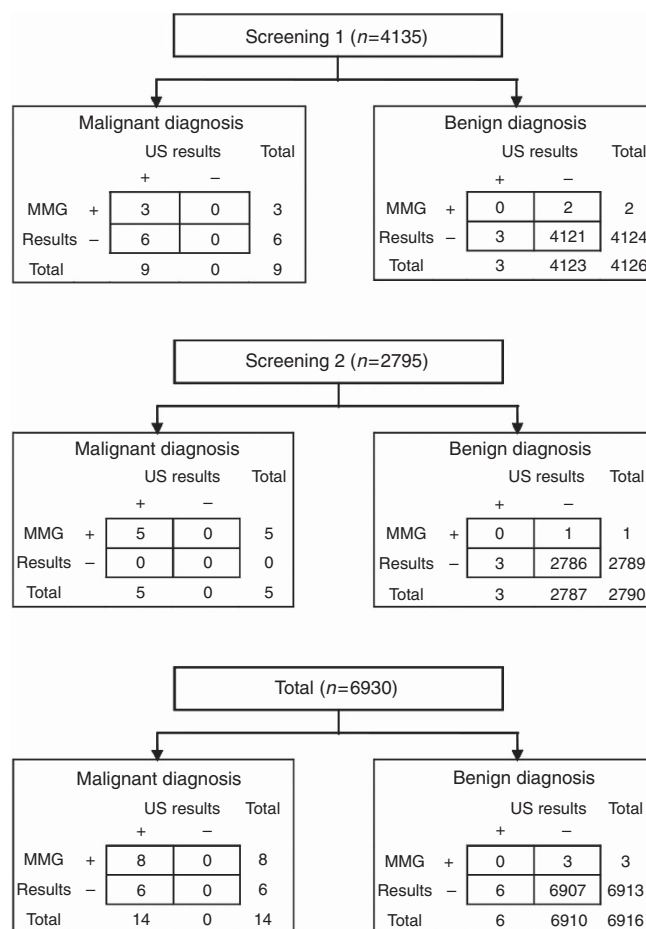 Screening 1 (n=4135)
Malignant diagnosis
US results Total
+ –
MMG + 3 0 3
Results – 6 0 6
Total 9 0 9
Benign diagnosis
US results Total
+ –
MMG + 0 2 2
Results – 3 4121 4124
Total 3 4123 4126
Screening 2 (n=2795)
Malignant diagnosis
US results Total
+ –
MMG + 5 0 5
Results – 0 0 0
Total 5 0 5
Benign diagnosis
US results Total
+ –
MMG + 0 1 1
Results – 3 2786 2789
Total 3 2787 2790
Total (n=6930)
Malignant diagnosis
US results Total
+ –
MMG + 8 0 8
Results – 6 0 6
Total 14 0 14
Benign diagnosis
US results Total
+ –
MMG + 0 3 3
Results – 6 6907 6913
Total 6 6910 6916